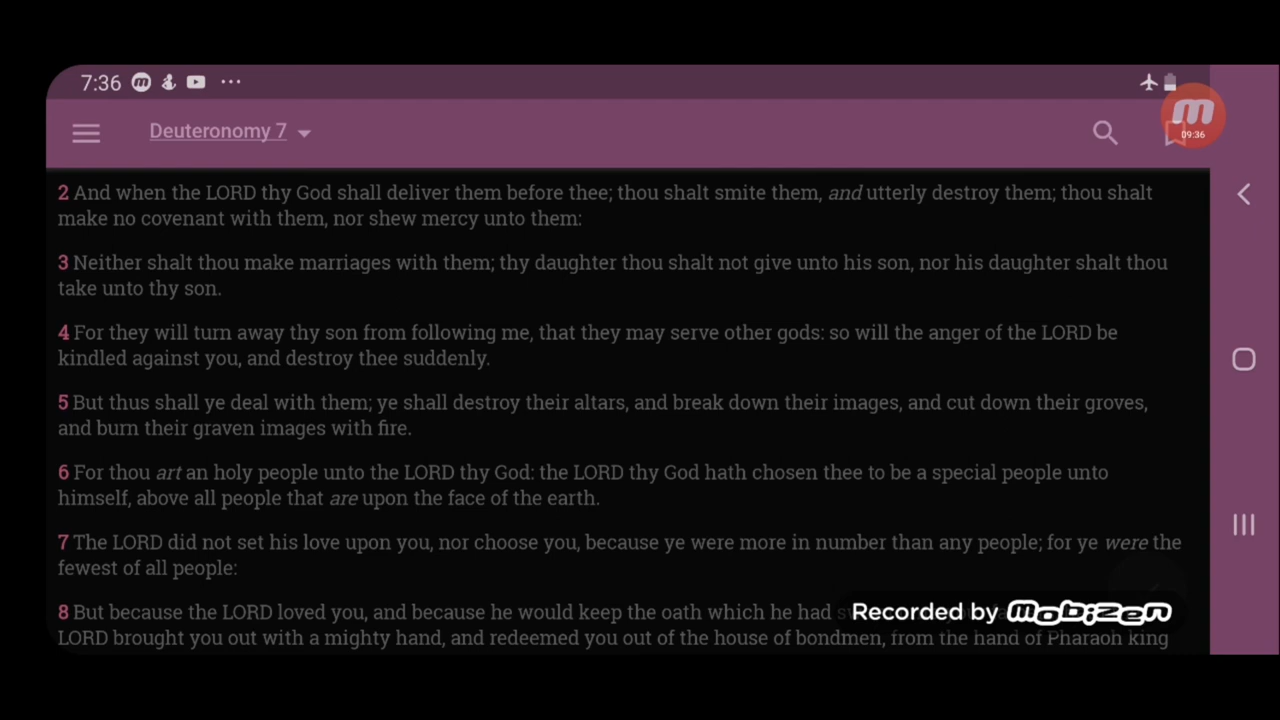 7:36 ...
Deuteronomy 7
09:36
2 And when the LORD thy God shall deliver them before thee; thou shalt smite them, and utterly destroy them; thou shalt
make no covenant with them, nor shew mercy unto them:
3 Neither shalt thou make marriages with them; thy daughter thou shalt not give unto his son, nor his daughter shalt thou
take unto thy son.
4 For they will turn away thy son from following me, that they may serve other gods: so will the anger of the LORD be
kindled against you, and destroy thee suddenly.
5 But thus shall ye deal with them; ye shall destroy their altars, and break down their images, and cut down their groves,
and burn their graven images with fire.
6 For thou art an holy people unto the LORD thy God: the LORD thy God hath chosen thee to be a special people unto
himself, above all people that are upon the face of the earth.
7 The LORD did not set his love upon you, nor choose you, because ye were more in number than any people; for ye were the
fewest of all people:
8 But because the LORD loved you, and because he would keep the oath which he had
Recorded by mobizen
LORD brought you out with a mighty hand, and redeemed you out of the house of bondmen, from the hand of Pharaoh king